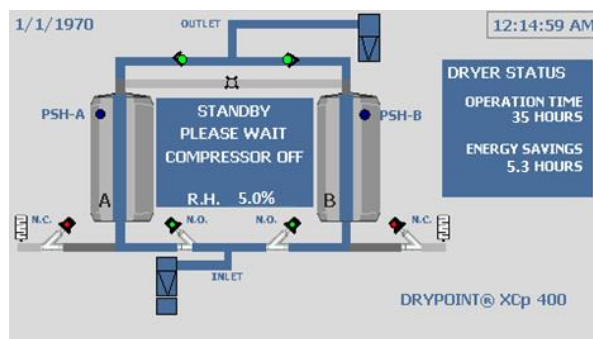 1/1/1970
OUTLET
12:14:59 AM
DRYER STATUS
OPERATION TIME
35 HOURS
ENERGY SAVINGS
5.3 HOURS
PSH-A
PSH-B
STANDBY
PLEASE WAIT
COMPRESSOR OFF
R.H. 5.0%
A
B
N.C.
N.O.
N.O.
N.C.
INLET
DRYPOINT® XCp 400